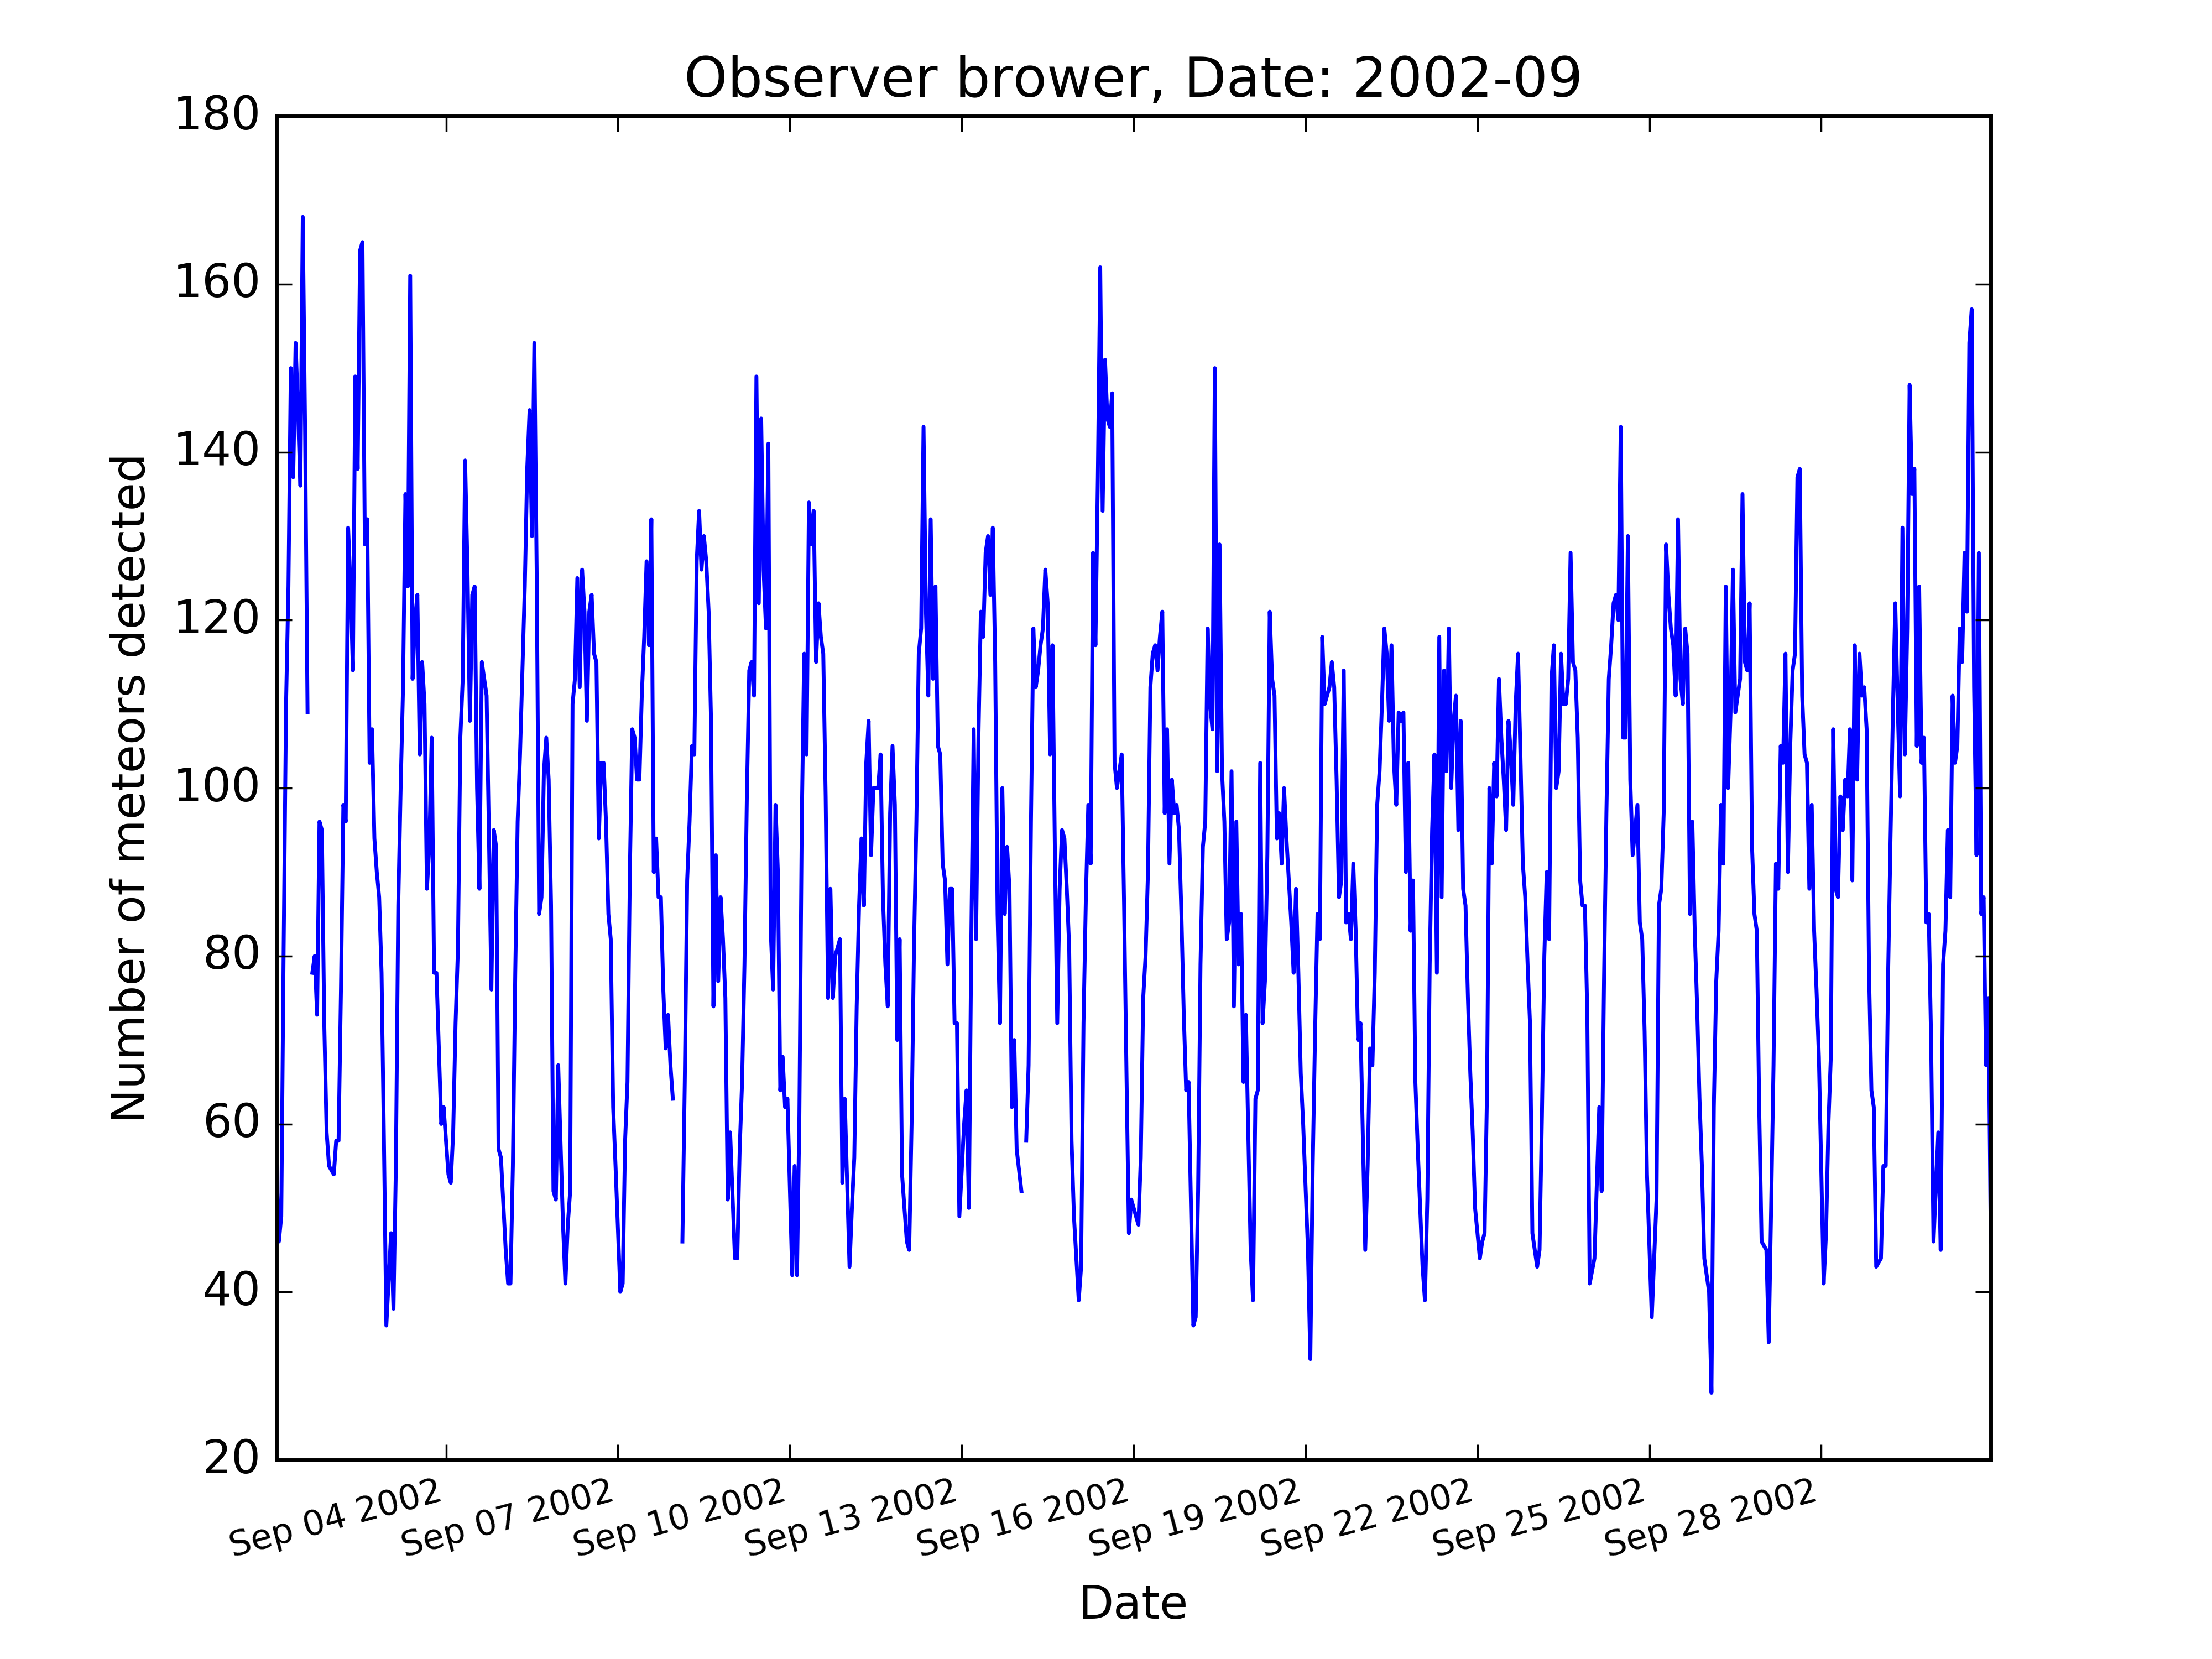 Observer brower, Date: 2002-09
180
160
140
120
100
80
60
40
20
Number of meteors detected
Sep 04 2002
Sep 07 2002
Sep 10 2002
Sep 13 2002
Sep 16 2002
Sep 19 2002
Sep 22 2002
Sep 25 2002
Sep 28 2002
Date